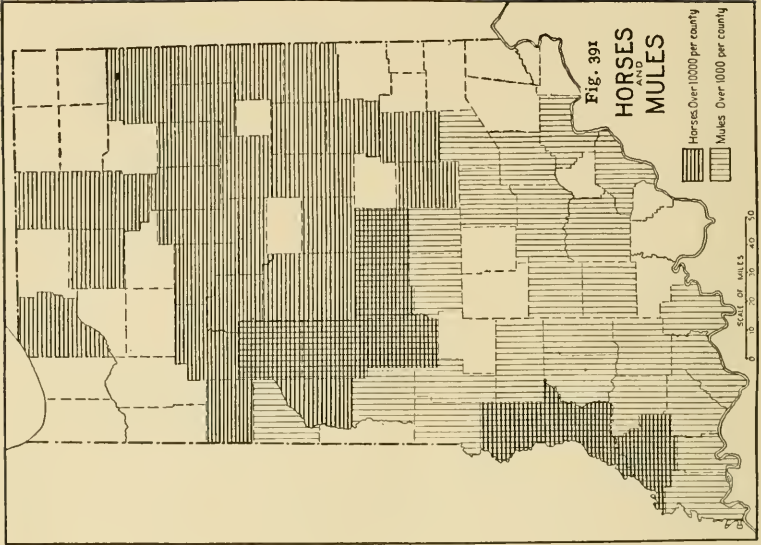 Fig. 391
HORSES
AND
MULES
Horses Over 10000 per county
Mules Over 1000 per county
SCALE OF MILES
0 10 20 30 40 50